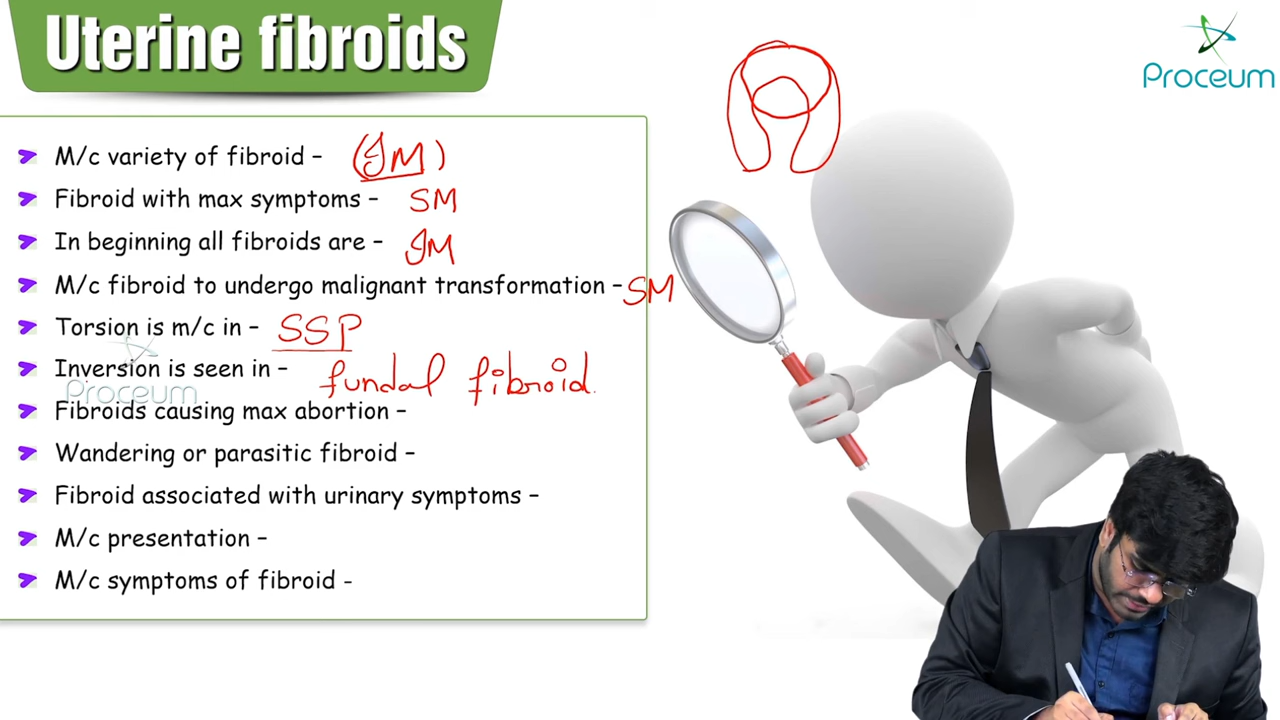 Uterine fibroids
Proceum
M/c variety of fibroid – (IM)
Fibroid with max symptoms – SM
In beginning all fibroids are – IM
M/c fibroid to undergo malignant transformation – SM
Torsion is m/c in – SSP
Inversion is seen in – fundal fibroid.
Proceum
Fibroids causing max abortion –
Wandering or parasitic fibroid –
Fibroid associated with urinary symptoms –
M/c presentation –
M/c symptoms of fibroid -